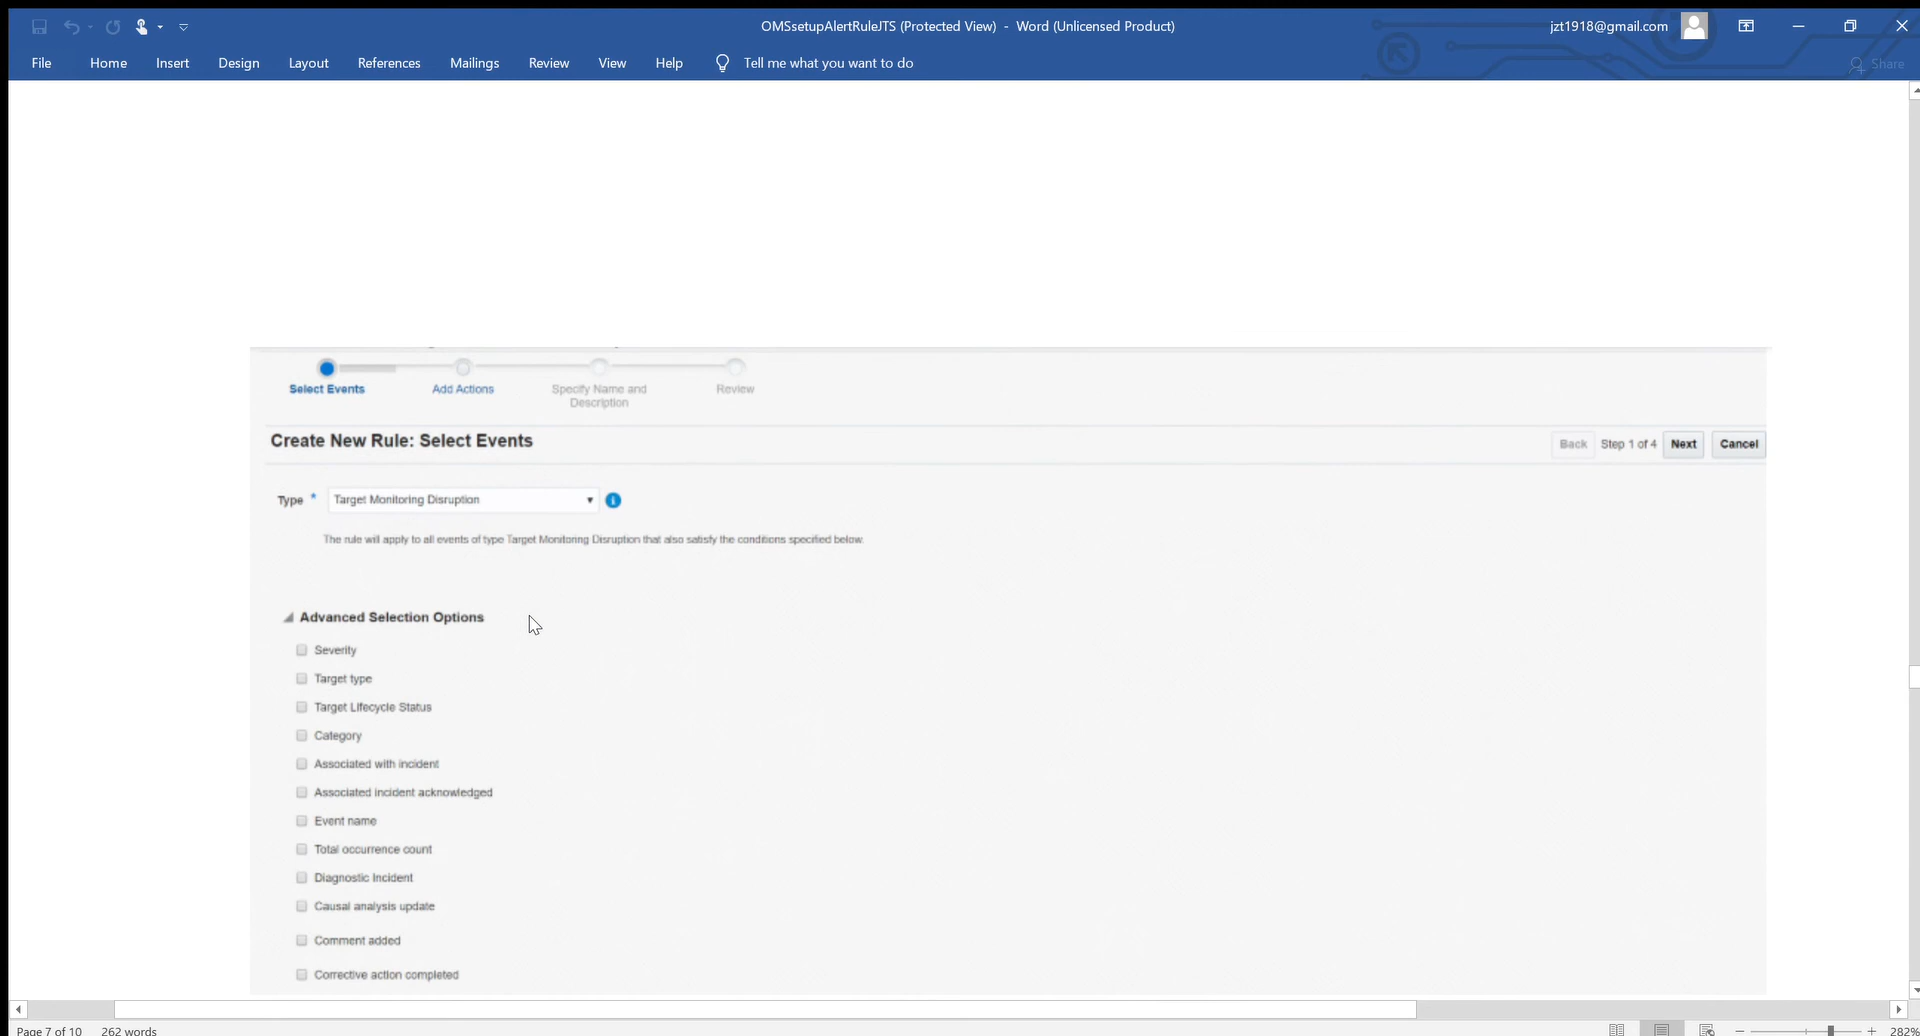 OMSsetupAlertRuleJTS (Protected View) - Word (Unlicensed Product)
jzt1918@gmail.com
File Home Insert Design Layout References Mailings Review View Help Tell me what you want to do
Share
Select Events
Add Actions
Specify Name and
Description
Review
Create New Rule: Select Events
Back Step 1 of 4 Next Cancel
Type * Target Monitoring Disruption
The rule will apply to all events of type Target Monitoring Disruption that also satisfy the conditions specified below.
Advanced Selection Options
Severity
Target type
Target Lifecycle Status
Category
Associated with incident
Associated incident acknowledged
Event name
Total occurrence count
Diagnostic Incident
Causal analysis update
Comment added
Corrective action completed
Page 7 of 10 262 words
282%